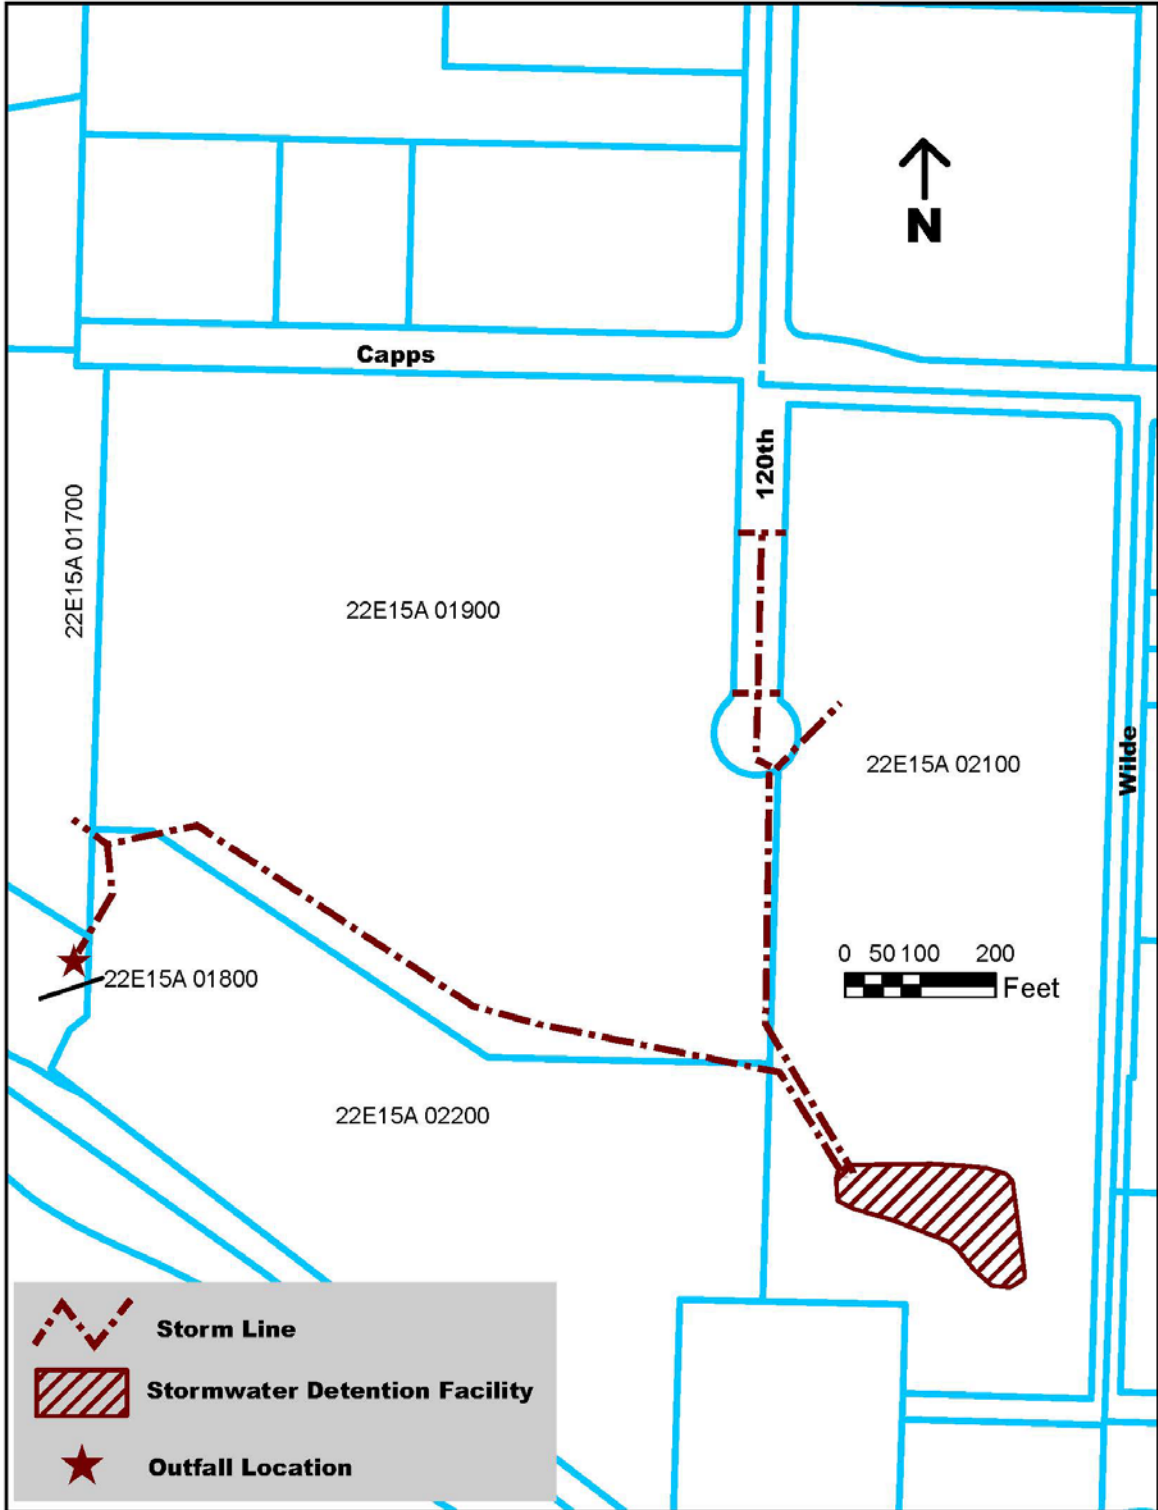 N
Capps
120th
22E15A 01700
22E15A 01900
22E15A 02100
Wilde
0 50 100 200
Feet
22E15A 01800
22E15A 02200
Storm Line
Stormwater Detention Facility
Outfall Location